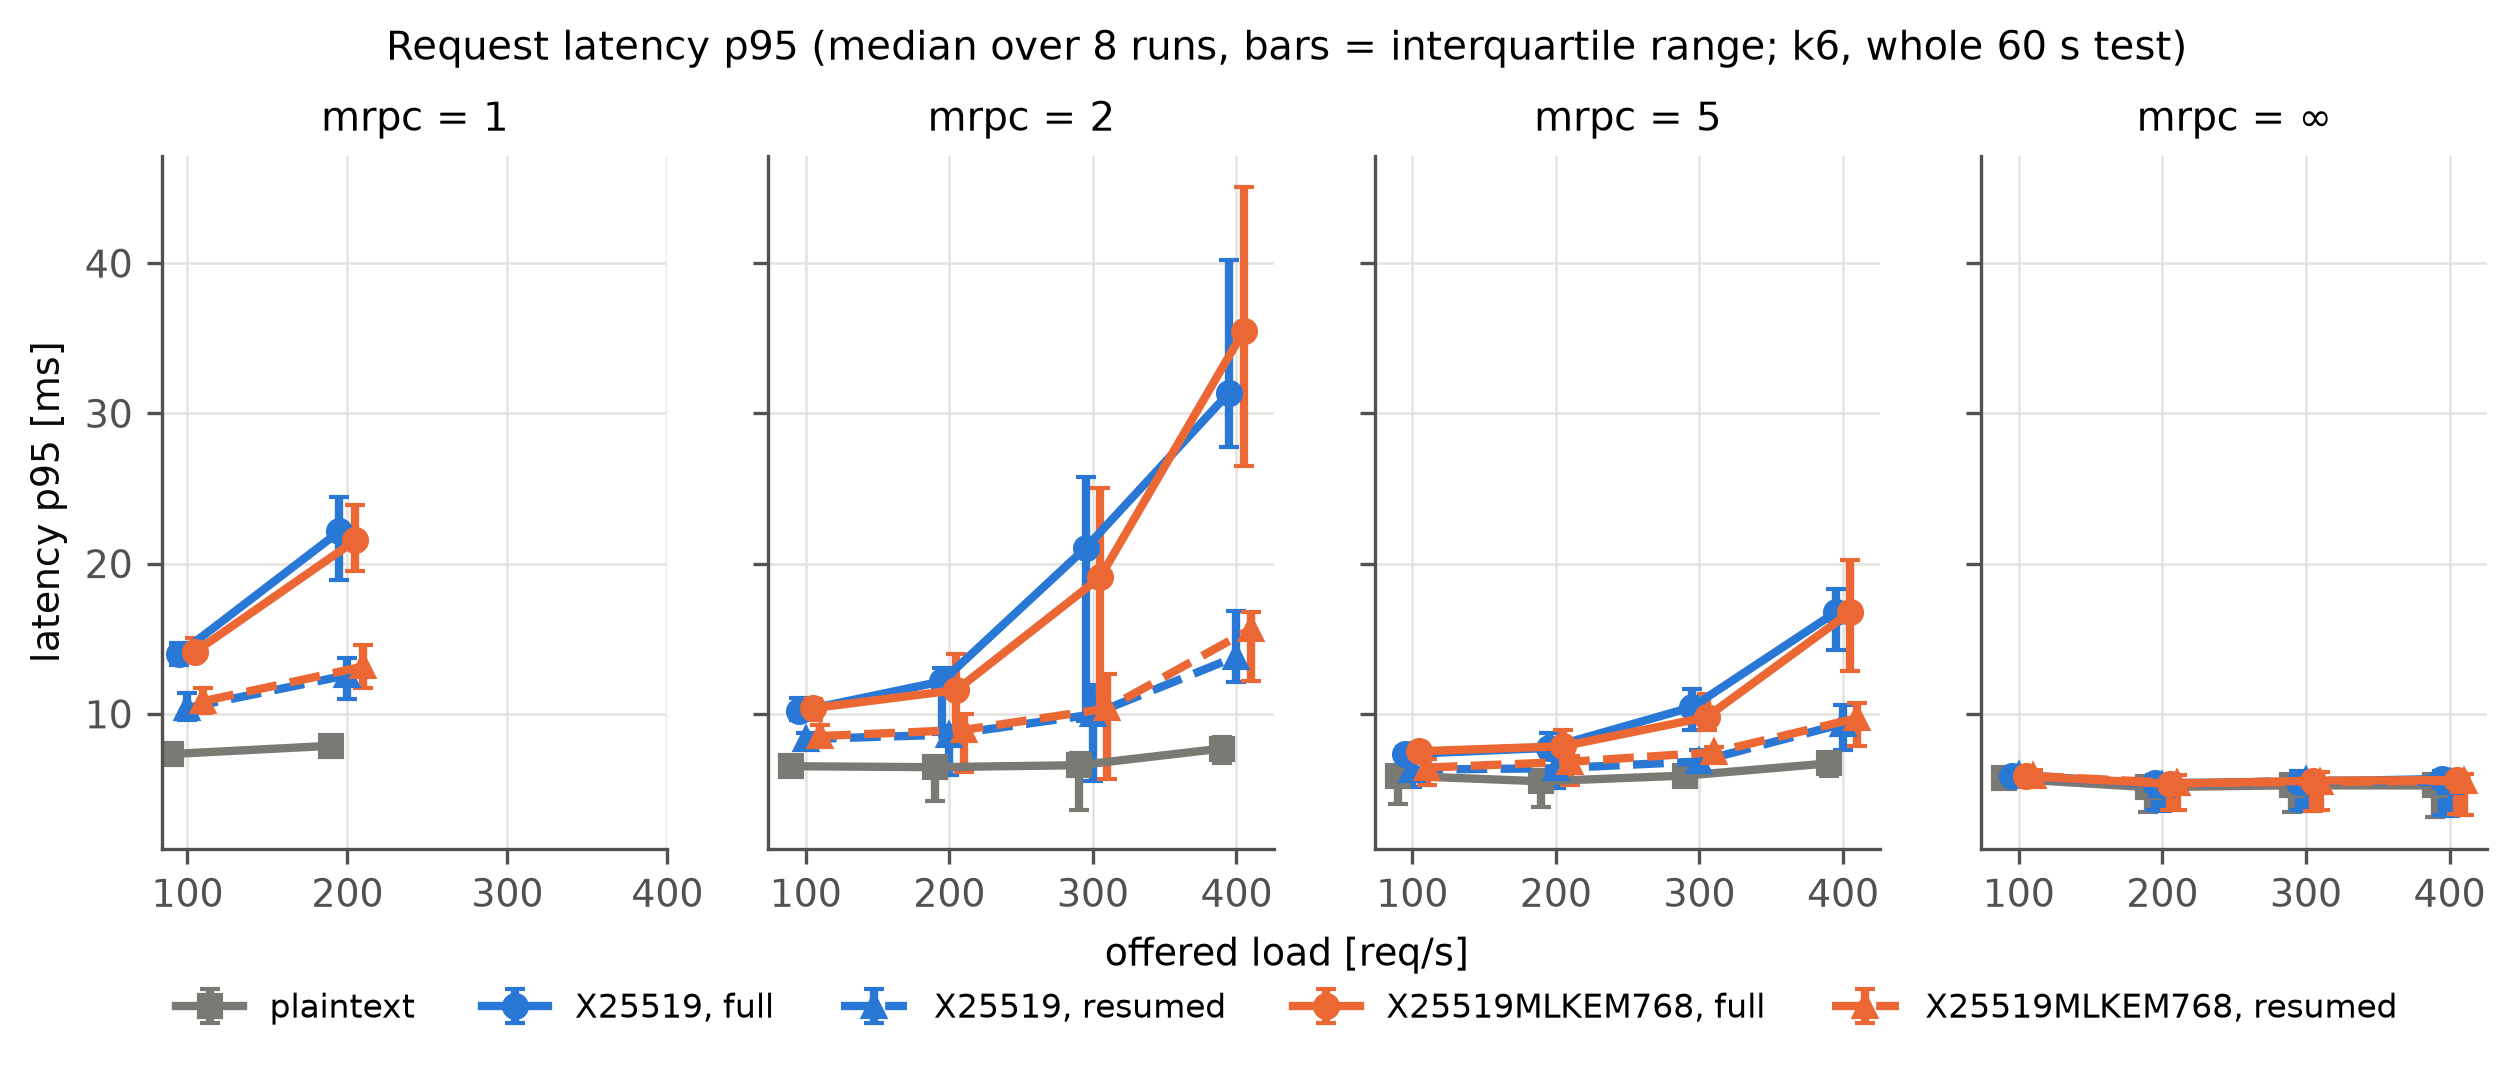 Request latency p95 (median over 8 runs, bars = interquartile range; k6, whole 60 s test)
mrpc = 1
mrpc = 2
mrpc = 5
mrpc = ∞
latency p95 [ms]
40
30
20
10
100 200 300 400
100 200 300 400
100 200 300 400
100 200 300 400
offered load [req/s]
plaintext
X25519, full
X25519, resumed
X25519MLKEM768, full
X25519MLKEM768, resumed